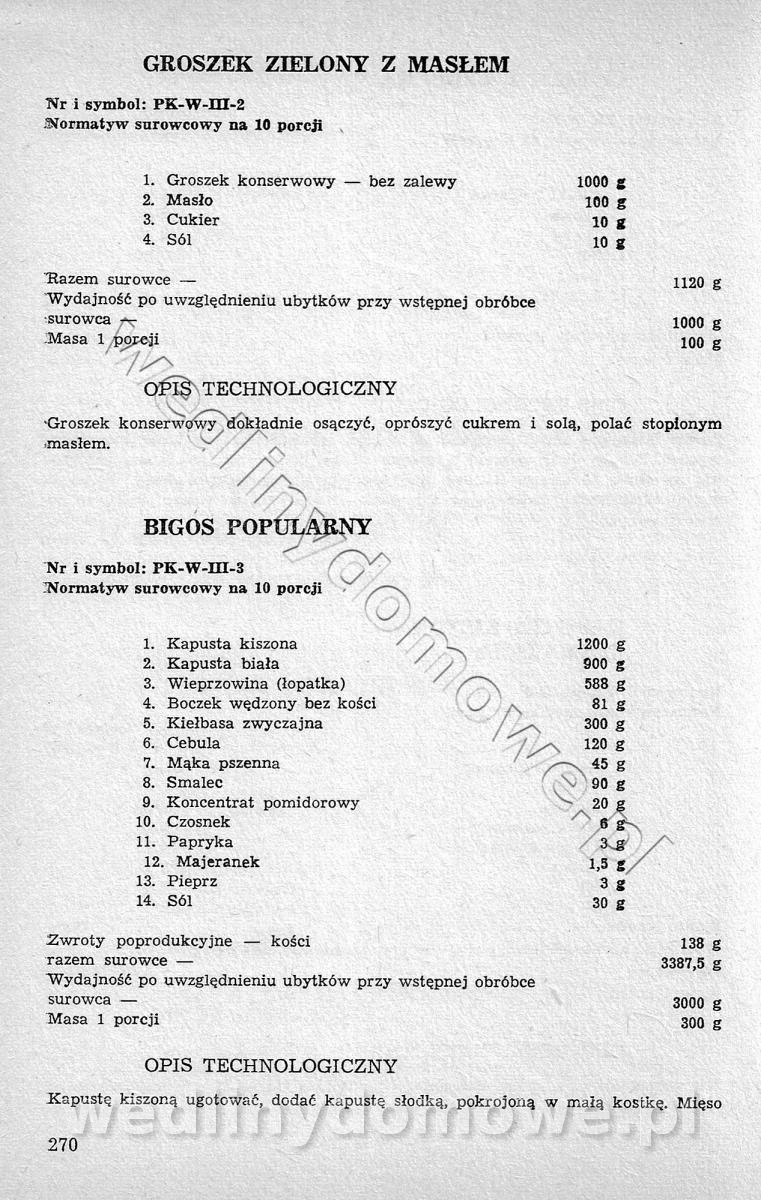 GROSZEK ZIELONY Z MASŁEM
Nr i symbol: PK-W-III-2
Normatyw surowcowy na 10 porcji
1. Groszek konserwowy — bez zalewy 1000 g
2. Masło 100 g
3. Cukier 10 g
4. Sól 10 g
Razem surowce — 1120 g
Wydajność po uwzględnieniu ubytków przy wstępnej obróbce
surowca — 1000 g
Masa 1 porcji 100 g
OPIS TECHNOLOGICZNY
Groszek konserwowy dokładnie osączyć, oprószyć cukrem i solą, polać stopionym
masłem.
BIGOS POPULARNY
Nr i symbol: PK-W-III-3
Normatyw surowcowy na 10 porcji
1. Kapusta kiszona 1200 g
2. Kapusta biała 900 g
3. Wieprzowina (łopatka) 588 g
4. Boczek wędzony bez kości 81 g
5. Kiełbasa zwyczajna 300 g
6. Cebula 120 g
7. Mąka pszenna 45 g
8. Smalec 90 g
9. Koncentrat pomidorowy 20 g
10. Czosnek 6 g
11. Papryka 3 g
12. Majeranek 1,5 g
13. Pieprz 3 g
14. Sól 30 g
Zwroty poprodukcyjne — kości 138 g
razem surowce — 3387,5 g
Wydajność po uwzględnieniu ubytków przy wstępnej obróbce
surowca — 3000 g
Masa 1 porcji 300 g
OPIS TECHNOLOGICZNY
Kapustę kiszoną ugotować, dodać kapustę słodką, pokrojoną w małą kostkę. Mięso
270
wedlinydomowe.pl
wedlinydomowe.pl